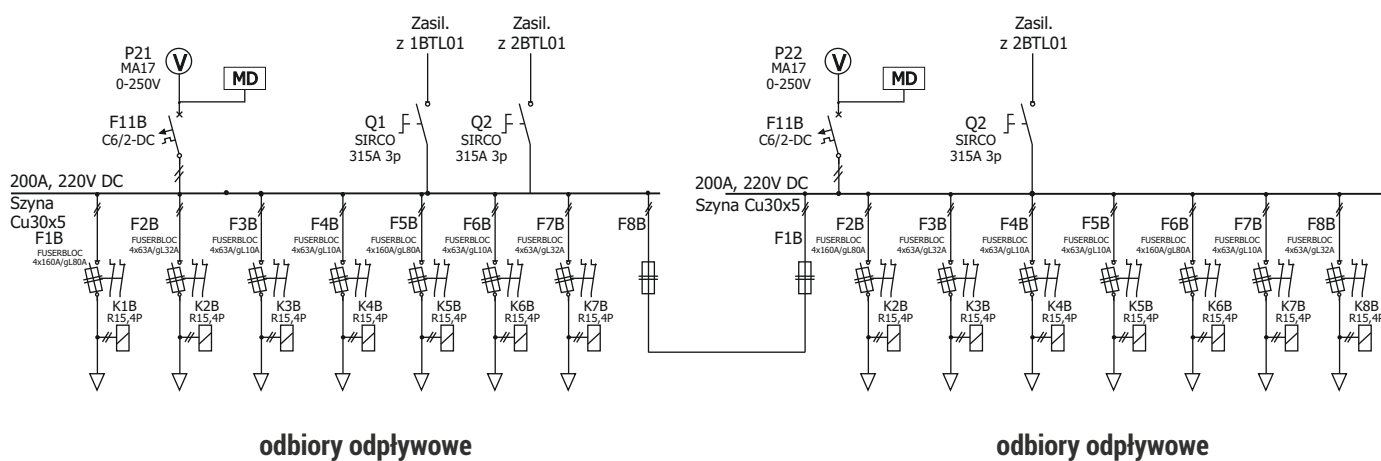 Zasil.
z 1BTL01
Zasil.
z 2BTL01
P21
MA17
0-250V
V
MD
F11B
C6/2-DC
Q1
SIRCO
315A 3p
Q2
SIRCO
315A 3p
200A, 220V DC
Szyna
Cu30x5
F1B
FUSERBLOC
4x160A/gL80A
F2B
FUSERBLOC
4x63A/gL32A
F3B
FUSERBLOC
4x63A/gL10A
F4B
FUSERBLOC
4x63A/gL10A
F5B
FUSERBLOC
4x160A/gL80A
F6B
FUSERBLOC
4x63A/gL10A
F7B
FUSERBLOC
4x63A/gL32A
F8B
K1B
R15,4P
K2B
R15,4P
K3B
R15,4P
K4B
R15,4P
K5B
R15,4P
K6B
R15,4P
K7B
R15,4P
odbiory odpływowe
Zasil.
z 2BTL01
P22
MA17
0-250V
V
MD
F11B
C6/2-DC
Q2
SIRCO
315A 3p
200A, 220V DC
Szyna Cu30x5
F1B
F2B
FUSERBLOC
4x160A/gL80A
F3B
FUSERBLOC
4x63A/gL32A
F4B
FUSERBLOC
4x63A/gL10A
F5B
FUSERBLOC
4x63A/gL10A
F6B
FUSERBLOC
4x160A/gL80A
F7B
FUSERBLOC
4x63A/gL10A
F8B
FUSERBLOC
4x63A/gL32A
K2B
R15,4P
K3B
R15,4P
K4B
R15,4P
K5B
R15,4P
K6B
R15,4P
K7B
R15,4P
K8B
R15,4P
odbiory odpływowe